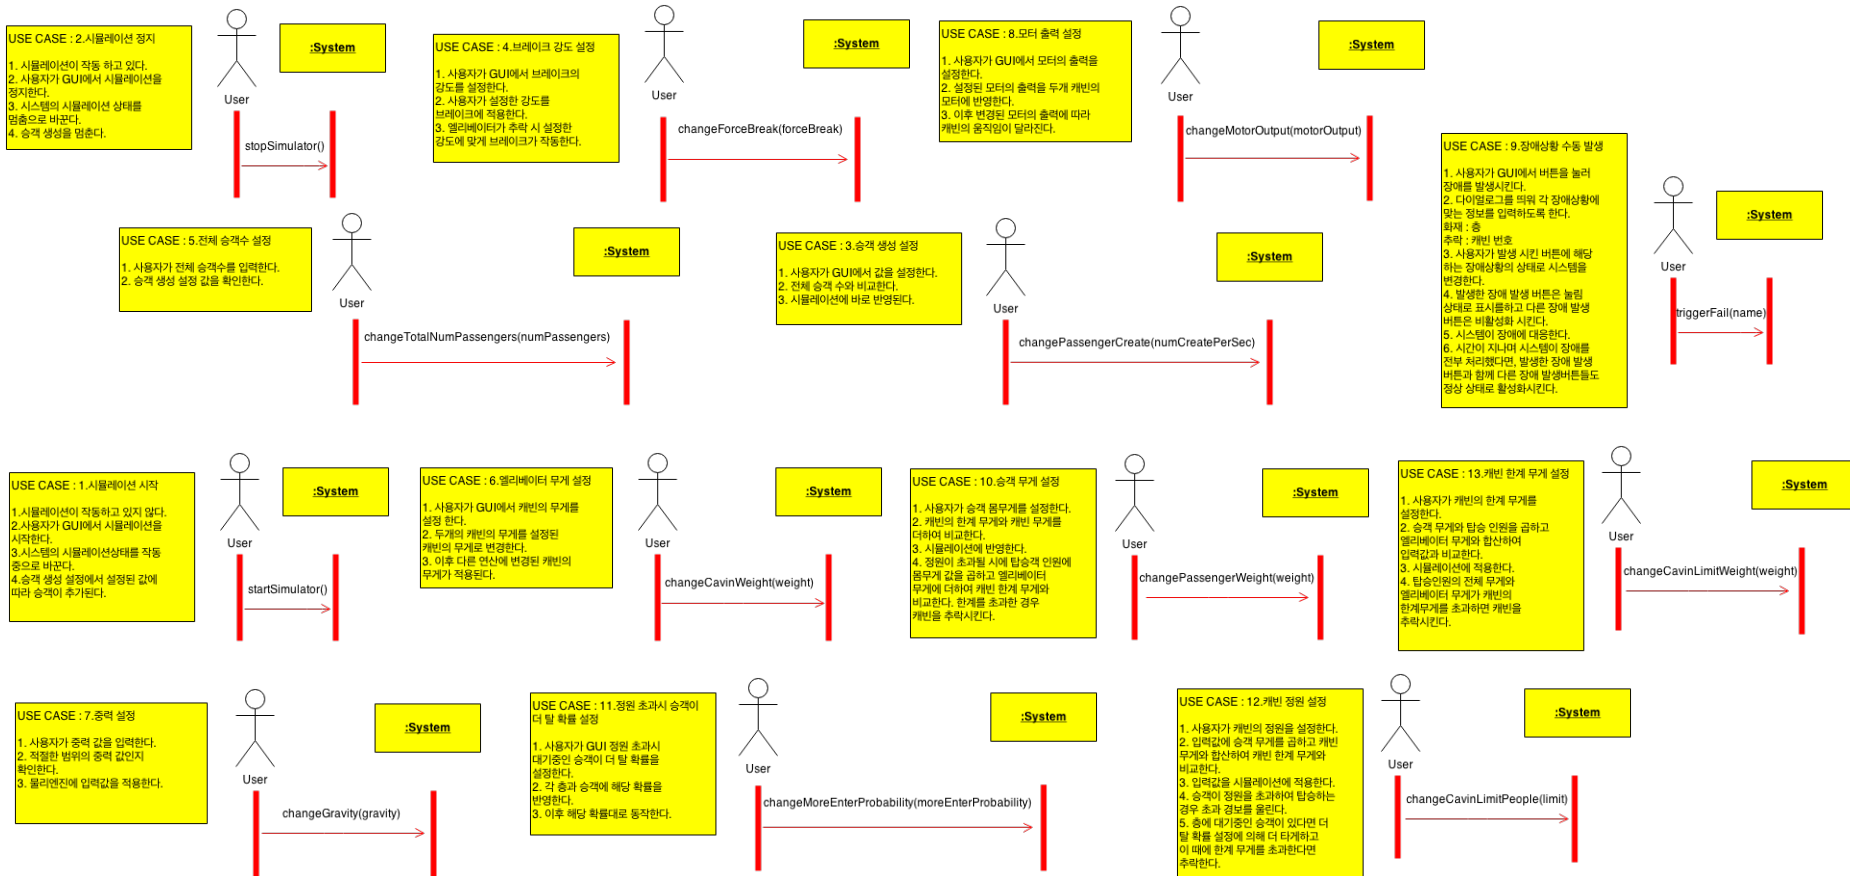 USE CASE : 2.시뮬레이션 정지
1. 시뮬레이션이 작동 하고 있다.
2. 사용자가 GUI에서 시뮬레이션을
정지한다.
3. 시스템의 시뮬레이션 상태를
멈춤으로 바꾼다.
4. 승객 생성을 멈춘다.
User
:System
stopSimulator()
USE CASE : 4.브레이크 강도 설정
1. 사용자가 GUI에서 브레이크의
강도를 설정한다.
2. 사용자가 설정한 강도를
브레이크에 적용한다.
3. 엘리베이터가 추락 시 설정한
강도에 맞게 브레이크가 작동한다.
User
:System
changeForceBreak(forceBreak)
USE CASE : 8.모터 출력 설정
1. 사용자가 GUI에서 모터의 출력을
설정한다.
2. 설정된 모터의 출력을 두개 캐빈의
모터에 반영한다.
3. 이후 변경된 모터의 출력에 따라
캐빈의 움직임이 달라진다.
User
:System
changeMotorOutput(motorOutput)
USE CASE : 9.장애상황 수동 발생
1. 사용자가 GUI에서 버튼을 눌러
장애를 발생시킨다.
2. 다이얼로그를 띄워 각 장애상황에
맞는 정보를 입력하도록 한다.
화재 : 층
추락 : 캐빈 번호
3. 사용자가 발생 시킨 버튼에 해당
하는 장애상황의 상태로 시스템을
변경한다.
4. 발생한 장애 발생 버튼은 눌림
상태로 표시를하고 다른 장애 발생
버튼은 비활성화 시킨다.
5. 시스템이 장애에 대응한다.
6. 시간이 지나며 시스템이 장애를
전부 처리했다면, 발생한 장애 발생
버튼과 함께 다른 장애 발생버튼들도
정상 상태로 활성화시킨다.
User
:System
triggerFail(name)
USE CASE : 5.전체 승객수 설정
1. 사용자가 전체 승객수를 입력한다.
2. 승객 생성 설정 값을 확인한다.
User
:System
changeTotalNumPassengers(numPassengers)
USE CASE : 3.승객 생성 설정
1. 사용자가 GUI에서 값을 설정한다.
2. 전체 승객 수와 비교한다.
3. 시뮬레이션에 바로 반영된다.
User
:System
changePassengerCreate(numCreatePerSec)
USE CASE : 1.시뮬레이션 시작
1.시뮬레이션이 작동하고 있지 않다.
2.사용자가 GUI에서 시뮬레이션을
시작한다.
3.시스템의 시뮬레이션상태를 작동
중으로 바꾼다.
4.승객 생성 설정에서 설정된 값에
따라 승객이 추가된다.
User
:System
startSimulator()
USE CASE : 6.엘리베이터 무게 설정
1. 사용자가 GUI에서 캐빈의 무게를
설정 한다.
2. 두개의 캐빈의 무게를 설정된
캐빈의 무게로 변경한다.
3. 이후 다른 연산에 변경된 캐빈의
무게가 적용된다.
User
:System
changeCavinWeight(weight)
USE CASE : 10.승객 무게 설정
1. 사용자가 승객 몸무게를 설정한다.
2. 캐빈의 한계 무게와 캐빈 무게를
더하여 비교한다.
3. 시뮬레이션에 반영한다.
4. 정원이 초과될 시에 탑승객 인원에
몸무게 값을 곱하고 엘리베이터
무게에 더하여 캐빈 한계 무게와
비교한다. 한계를 초과한 경우
캐빈을 추락시킨다.
User
:System
changePassengerWeight(weight)
USE CASE : 13.캐빈 한계 무게 설정
1. 사용자가 캐빈의 한계 무게를
설정한다.
2. 승객 무게와 탑승 인원을 곱하고
엘리베이터 무게와 합산하여
입력값과 비교한다.
3. 시뮬레이션에 적용한다.
4. 탑승인원의 전체 무게와
엘리베이터 무게가 캐빈의
한계무게를 초과하면 캐빈을
추락시킨다.
User
:System
changeCavinLimitWeight(weight)
USE CASE : 7.중력 설정
1. 사용자가 중력 값을 입력한다.
2. 적절한 범위의 중력 값인지
확인한다.
3. 물리엔진에 입력값을 적용한다.
User
:System
changeGravity(gravity)
USE CASE : 11.정원 초과시 승객이
더 탈 확률 설정
1. 사용자가 GUI 정원 초과시
대기중인 승객이 더 탈 확률을
설정한다.
2. 각 층과 승객에 해당 확률을
반영한다.
3. 이후 해당 확률대로 동작한다.
User
:System
changeMoreEnterProbability(moreEnterProbability)
USE CASE : 12.캐빈 정원 설정
1. 사용자가 캐빈의 정원을 설정한다.
2. 입력값에 승객 무게를 곱하고 캐빈
무게와 합산하여 캐빈 한계 무게와
비교한다.
3. 입력값을 시뮬레이션에 적용한다.
4. 승객이 정원을 초과하여 탑승하는
경우 초과 경보를 울린다.
5. 층에 대기중인 승객이 있다면 더
탈 확률 설정에 의해 더 타게하고
이 때에 한계 무게를 초과한다면
추락한다.
User
:System
changeCavinLimitPeople(limit)